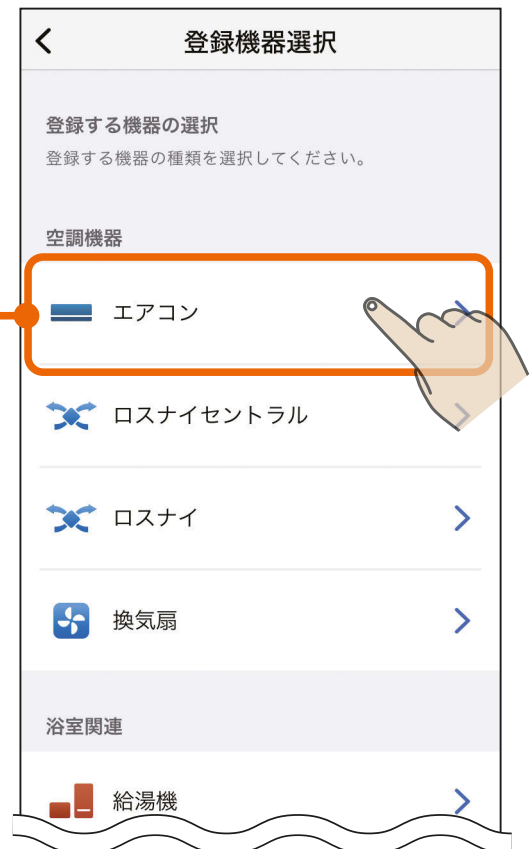 登録機器選択
登録する機器の選択
登録する機器の種類を選択してください。
空調機器
エアコン
ロスナイセントラル
ロスナイ
換気扇
浴室関連
給湯機